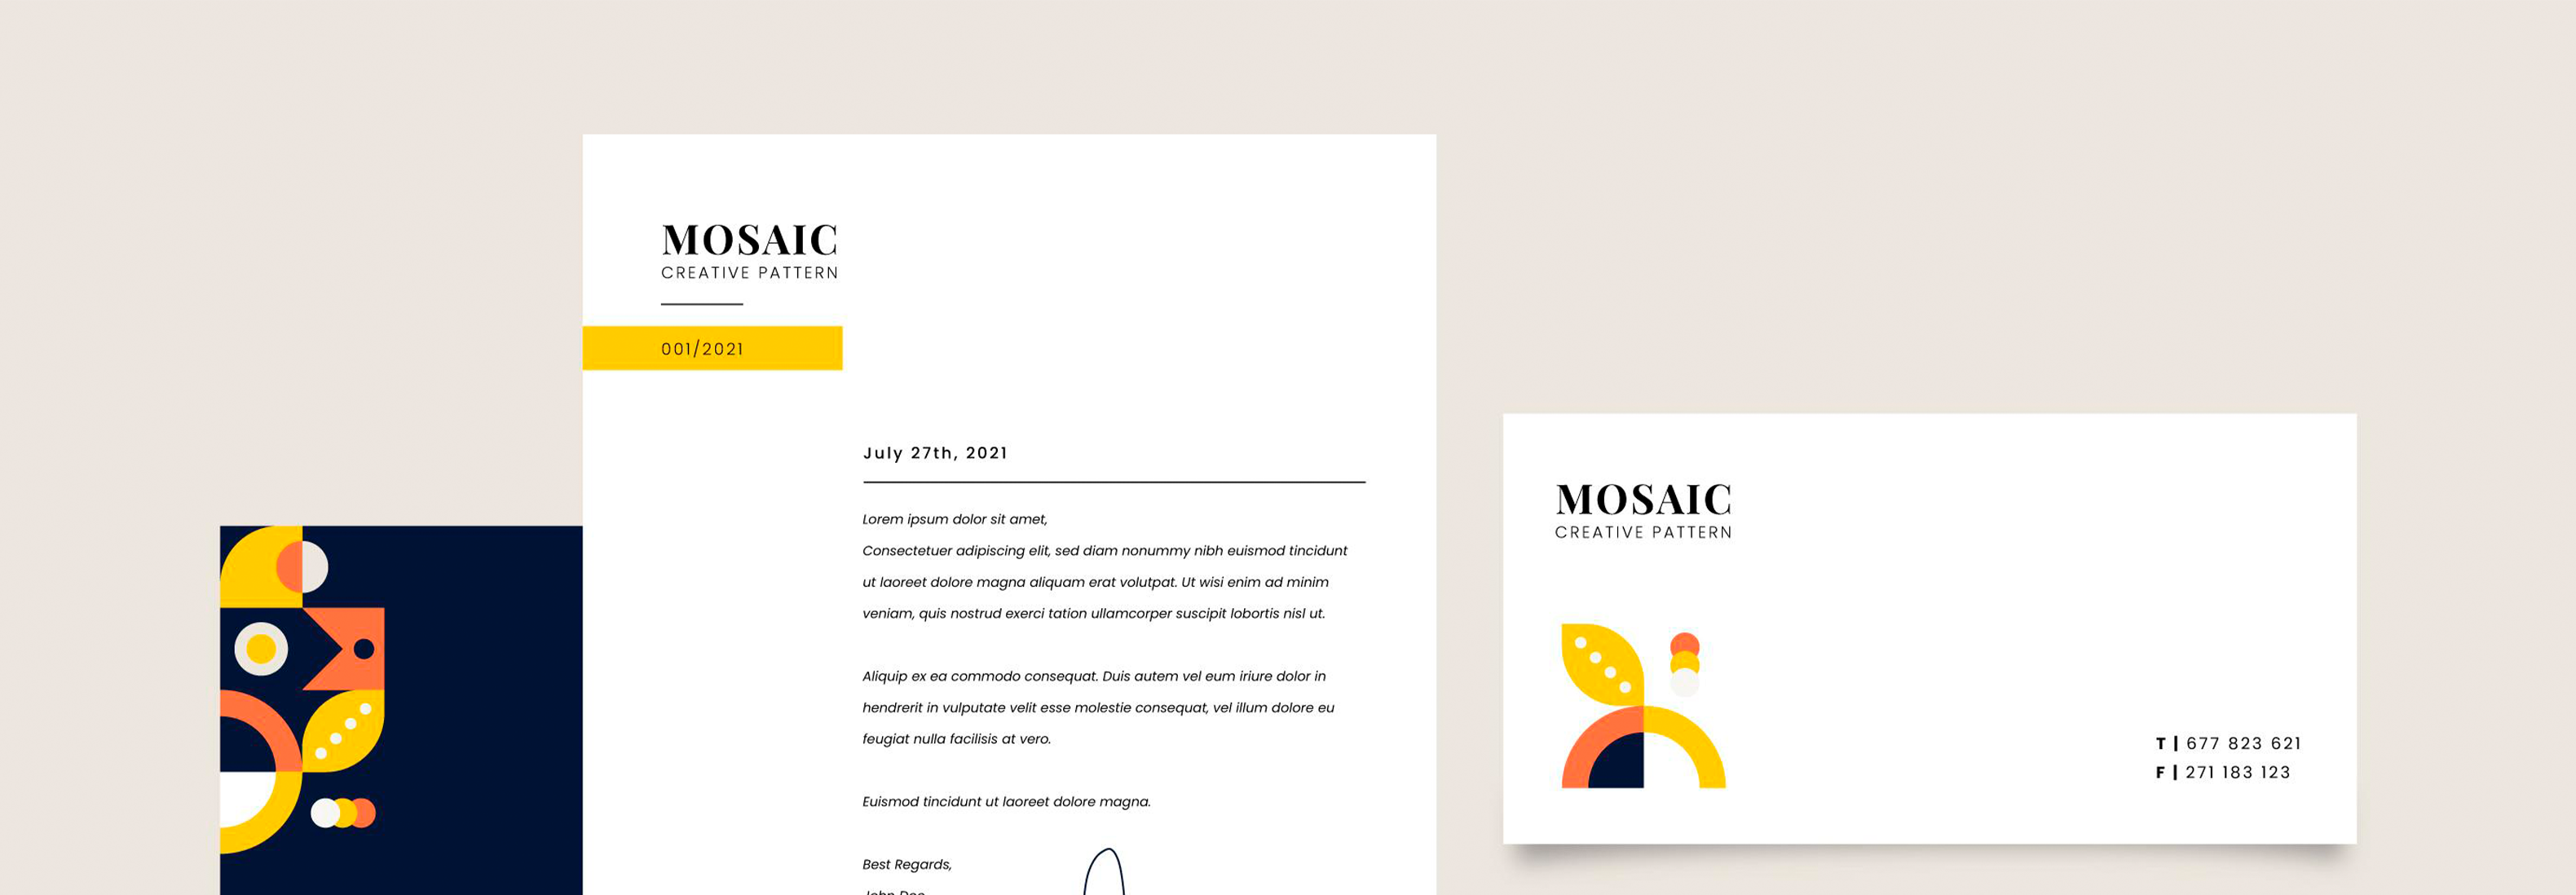 MOSAIC
CREATIVE PATTERN
001/2021
July 27th, 2021
Lorem ipsum dolor sit amet,
Consectetuer adipiscing elit, sed diam nonummy nibh euismod tincidunt
ut laoreet dolore magna aliquam erat volutpat. Ut wisi enim ad minim
veniam, quis nostrud exerci tation ullamcorper suscipit lobortis nisl ut.
Aliquip ex ea commodo consequat. Duis autem vel eum iriure dolor in
hendrerit in vulputate velit esse molestie consequat, vel illum dolore eu
feugiat nulla facilisis at vero.
Euismod tincidunt ut laoreet dolore magna.
Best Regards,
John Doe
MOSAIC
CREATIVE PATTERN
T | 677 823 621
F | 271 183 123